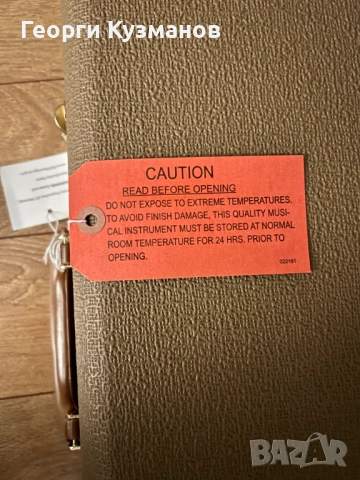 Георги Кузманов
CAUTION
READ BEFORE OPENING
DO NOT EXPOSE TO EXTREME TEMPERATURES.
TO AVOID FINISH DAMAGE, THIS QUALITY MUSI-
CAL INSTRUMENT MUST BE STORED AT NORMAL
ROOM TEMPERATURE FOR 24 HRS. PRIOR TO
OPENING.
022161
BAZAR